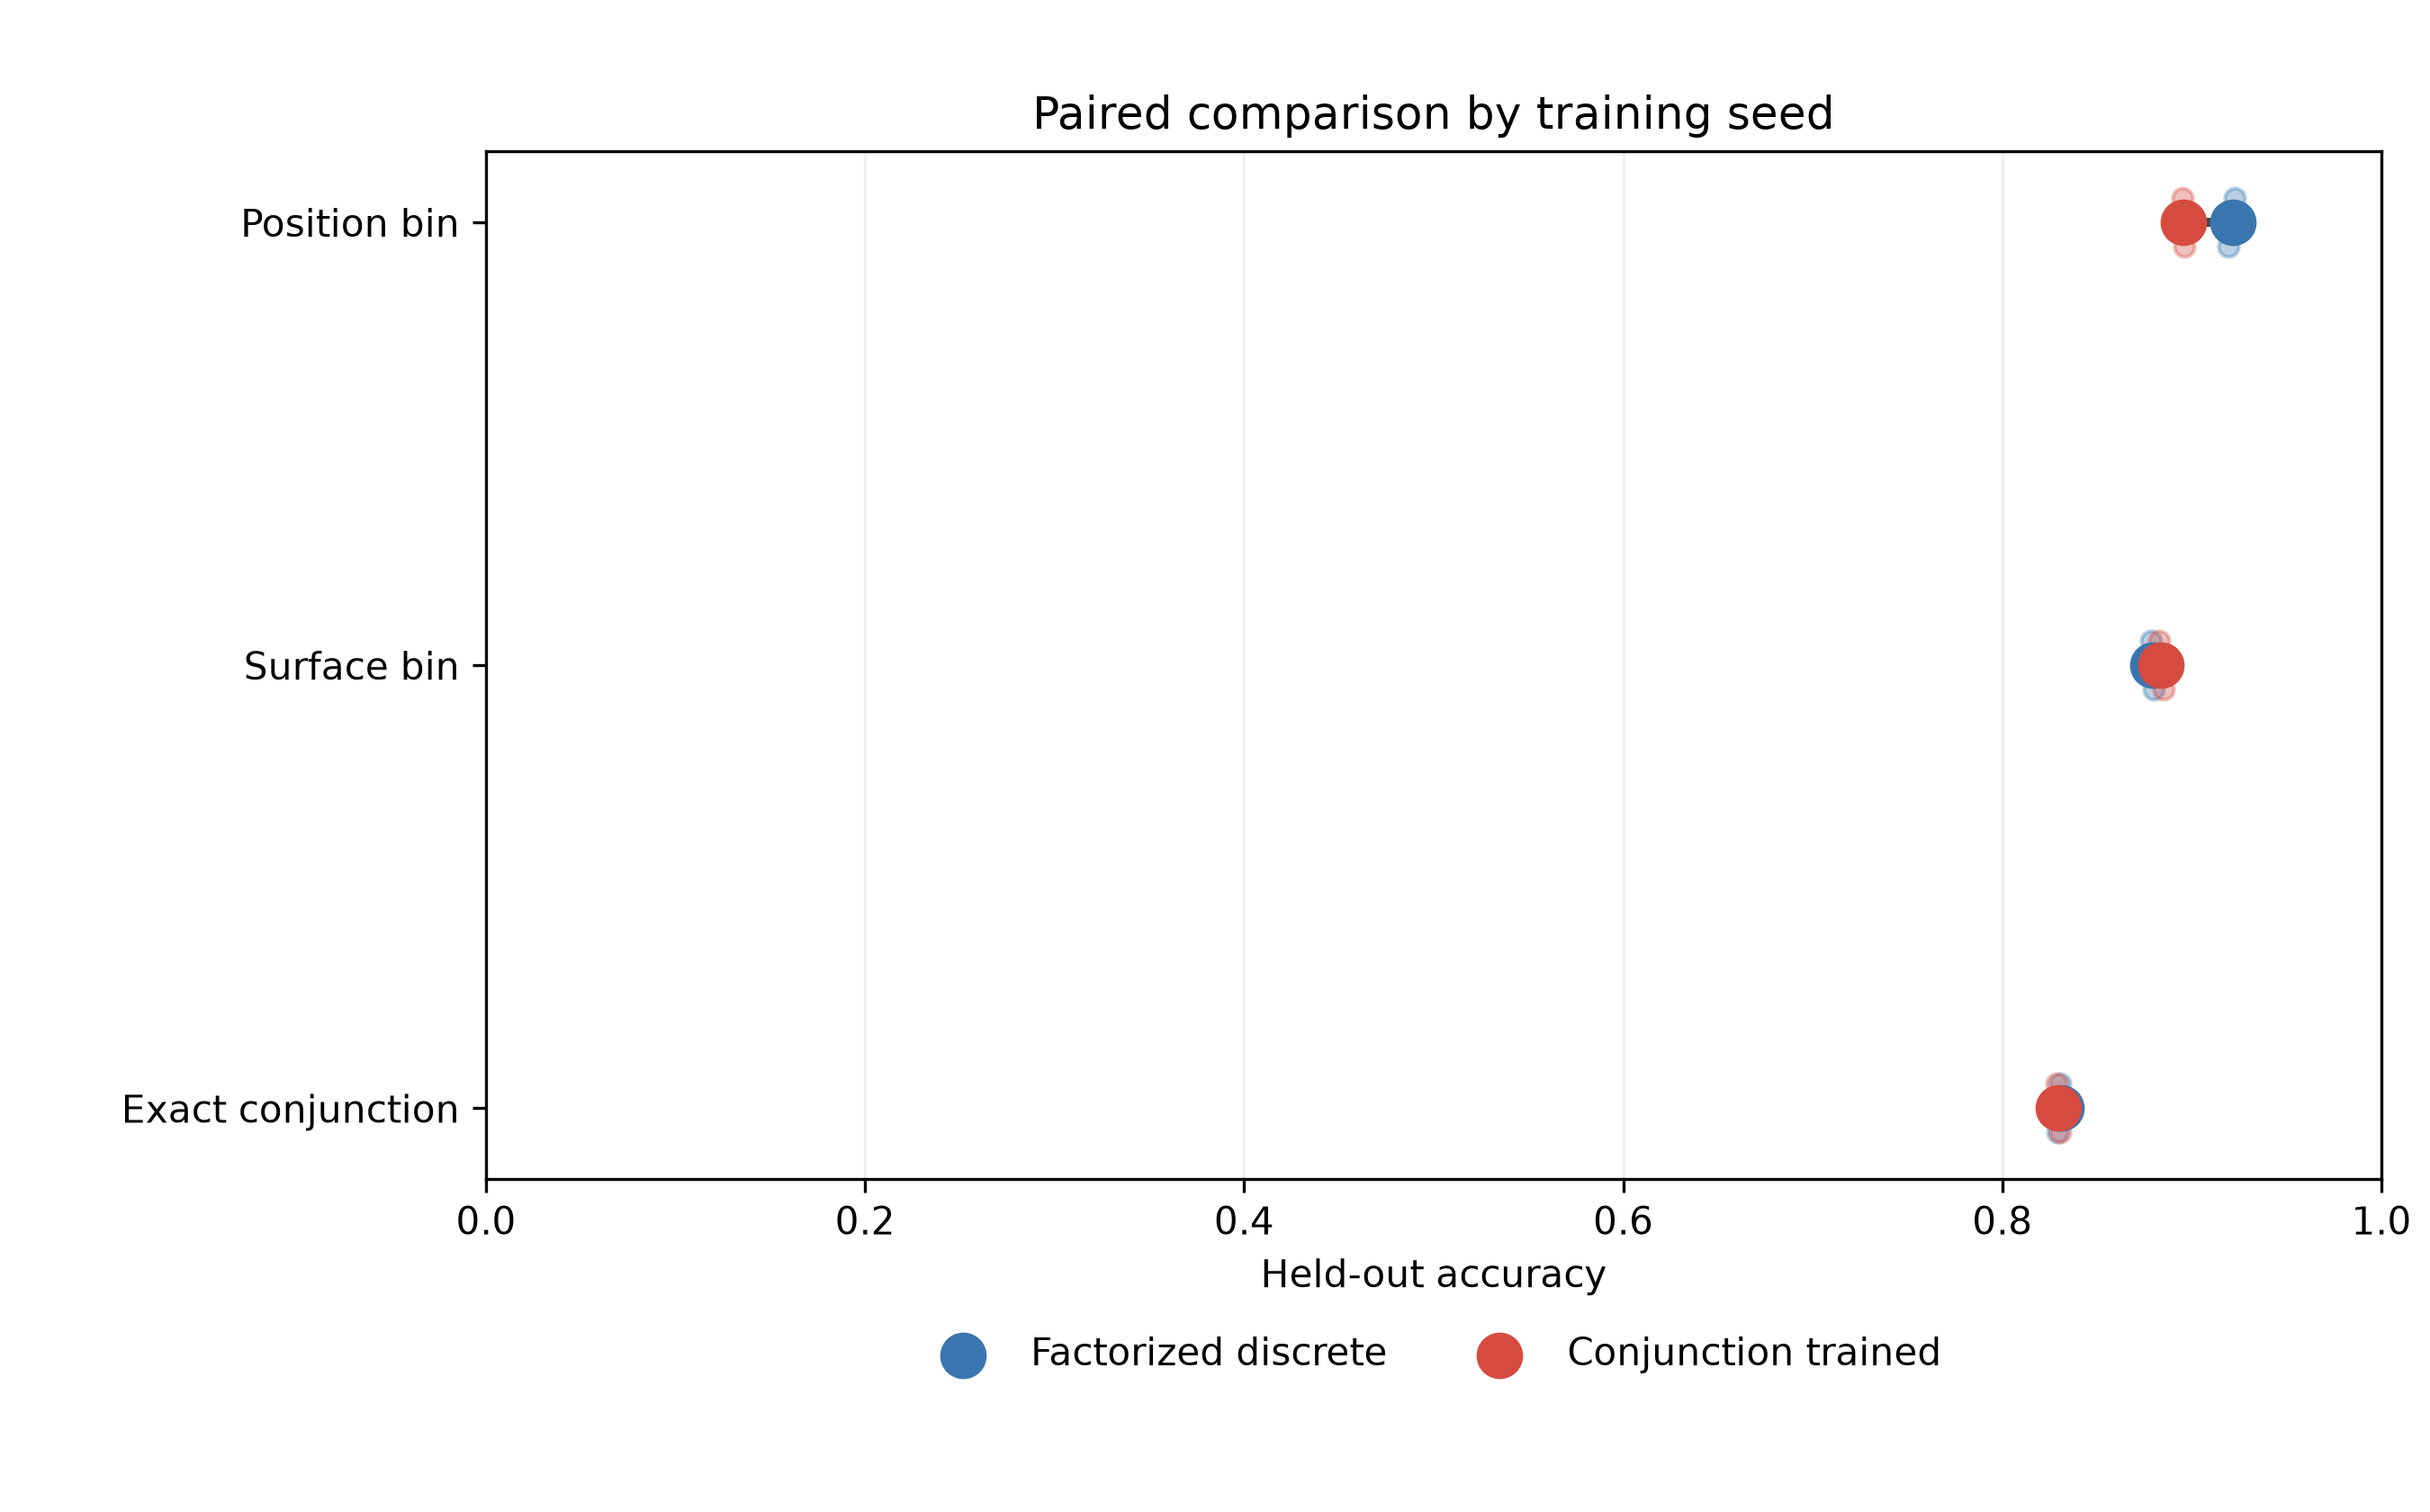 Paired comparison by training seed
Position bin
Surface bin
Exact conjunction
0.0 0.2 0.4 0.6 0.8 1.0
Held-out accuracy
Factorized discrete Conjunction trained